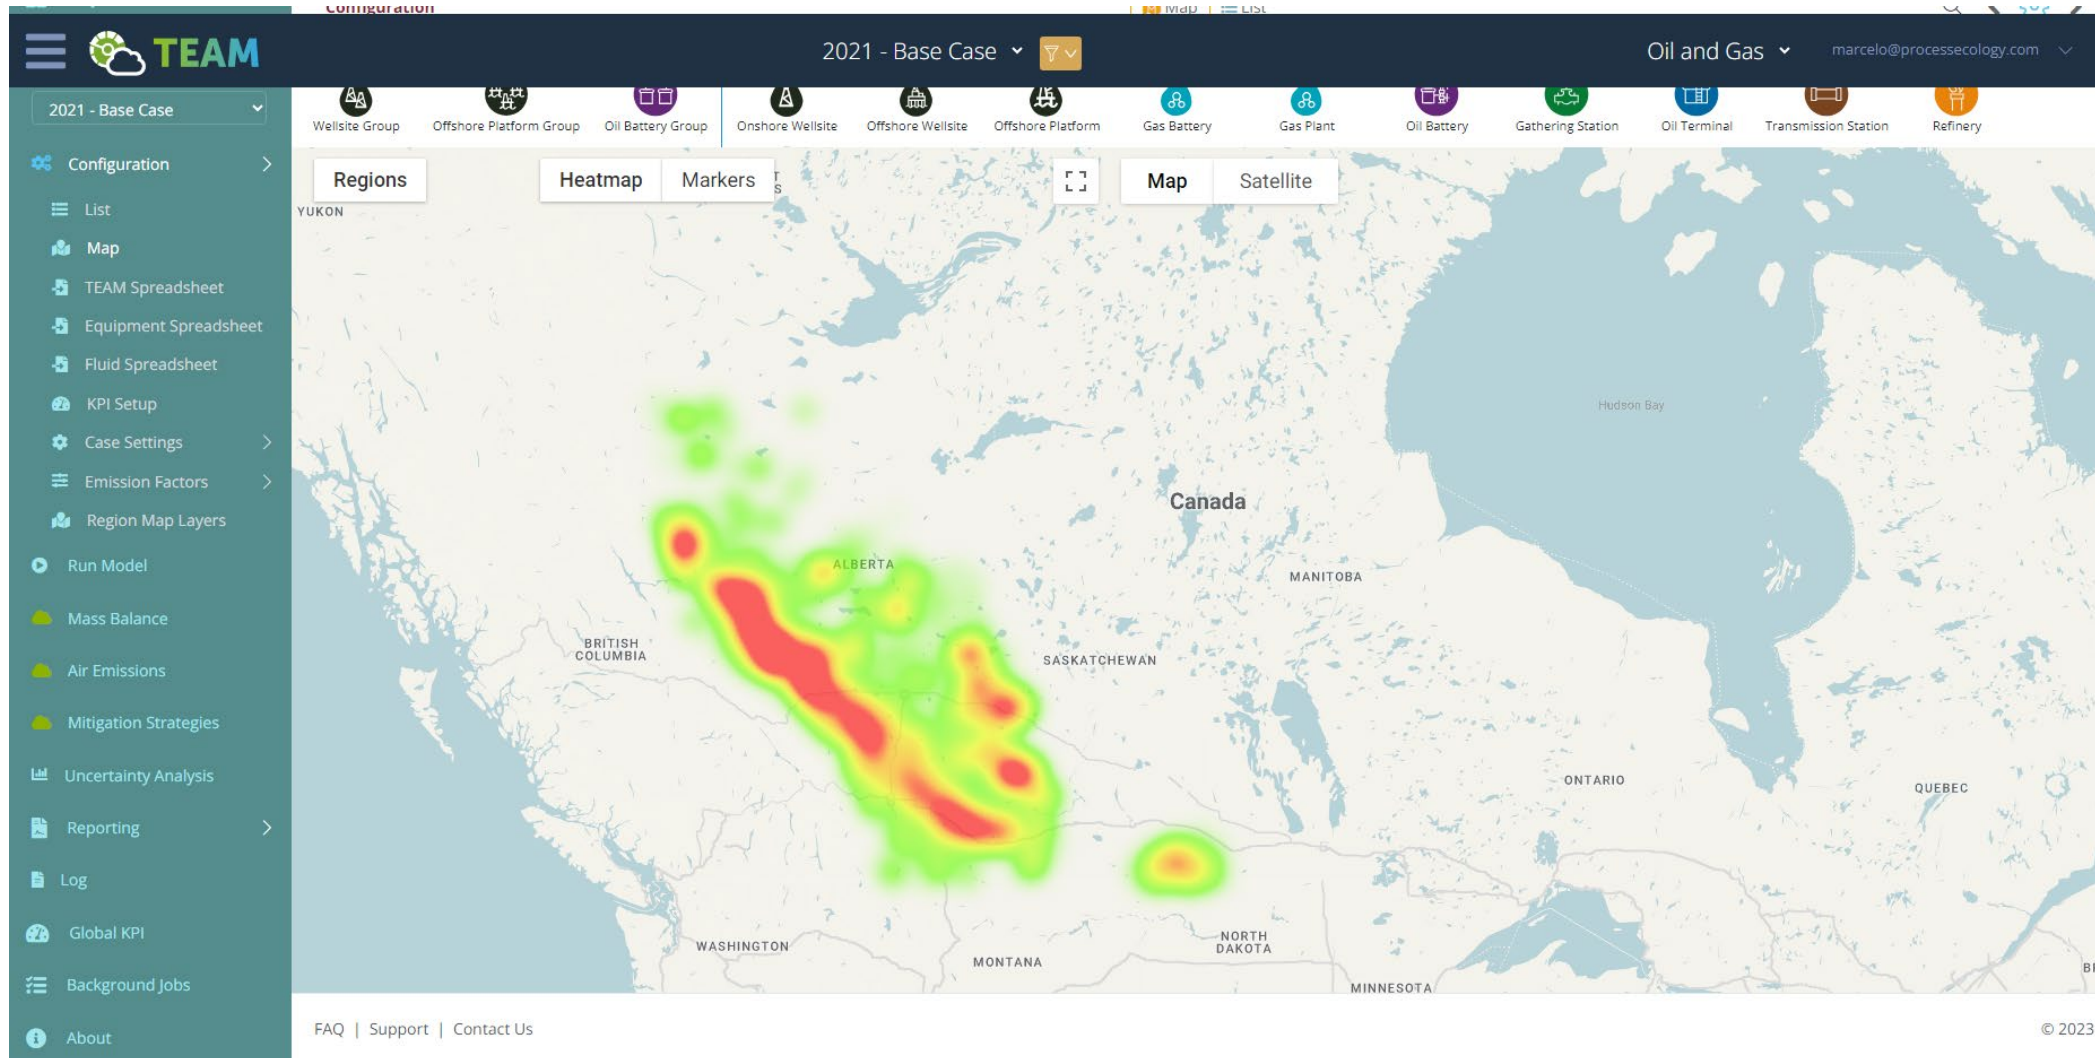 Configuration
Map
List
TEAM
2021 - Base Case
Oil and Gas
marcelo@processecology.com
2021 - Base Case
Wellsite Group
Offshore Platform Group
Oil Battery Group
Onshore Wellsite
Offshore Wellsite
Offshore Platform
Gas Battery
Gas Plant
Oil Battery
Gathering Station
Oil Terminal
Transmission Station
Refinery
Configuration
List
Map
TEAM Spreadsheet
Equipment Spreadsheet
Fluid Spreadsheet
KPI Setup
Case Settings
Emission Factors
Region Map Layers
Run Model
Mass Balance
Air Emissions
Mitigation Strategies
Uncertainty Analysis
Reporting
Log
Global KPI
Background Jobs
About
Regions
Heatmap
Markers
Map
Satellite
YUKON
Hudson Bay
Canada
ALBERTA
MANITOBA
BRITISH
COLUMBIA
SASKATCHEWAN
ONTARIO
QUEBEC
WASHINGTON
NORTH
DAKOTA
MONTANA
MINNESOTA
FAQ | Support | Contact Us
© 2023